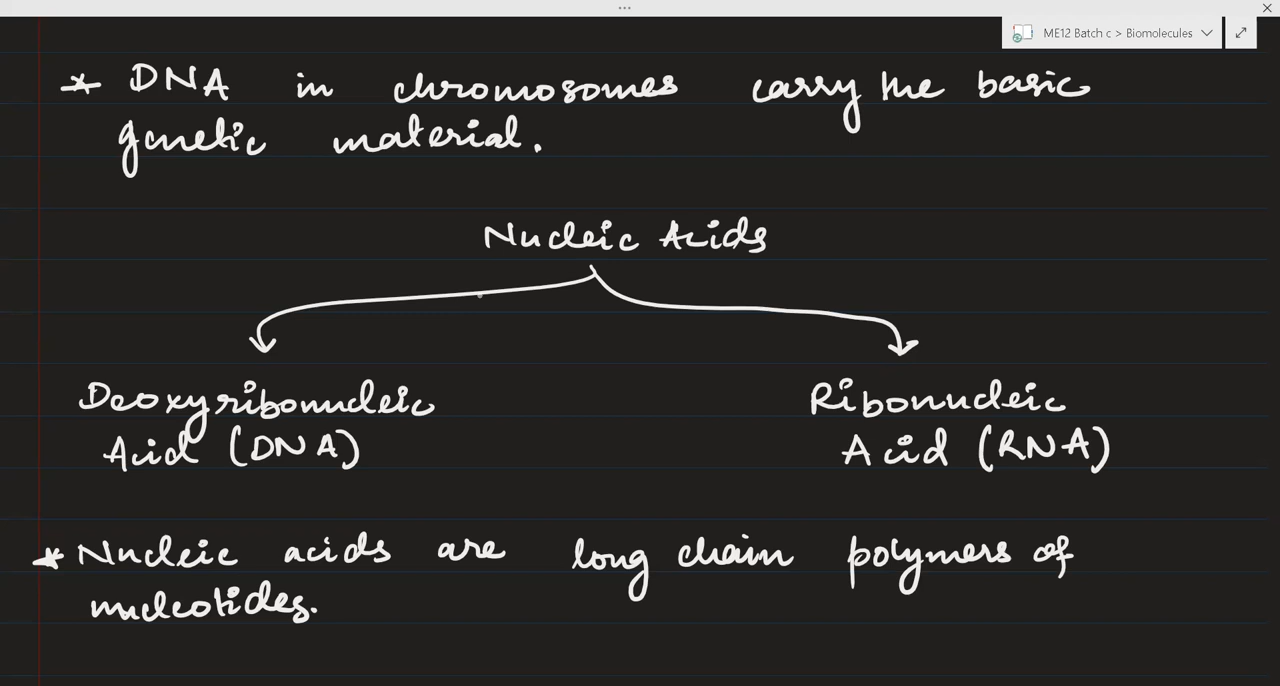 ME12 Batch c > Biomolecules
* DNA in chromosomes carry the basic
genetic material.
Nucleic Acids
Deoxyribonucleic Ribonucleic
Acid (DNA) Acid (RNA)
* Nucleic acids are long chain polymers of
nucleotides.